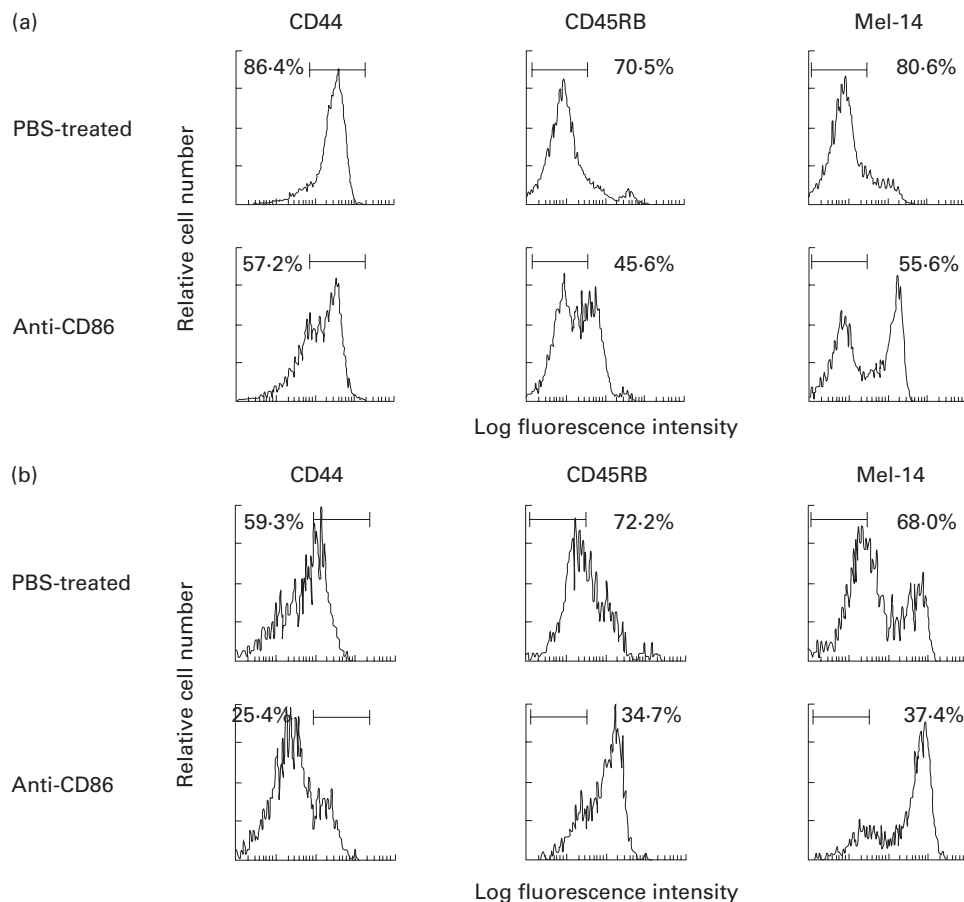 (a)
CD44 CD45RB Mel-14
86·4% 70·5% 80·6%
PBS-treated
57·2% 45·6% 55·6%
Anti-CD86
Relative cell number
Log fluorescence intensity
(b)
CD44 CD45RB Mel-14
59·3% 72·2% 68·0%
PBS-treated
25·4% 34·7% 37·4%
Anti-CD86
Relative cell number
Log fluorescence intensity